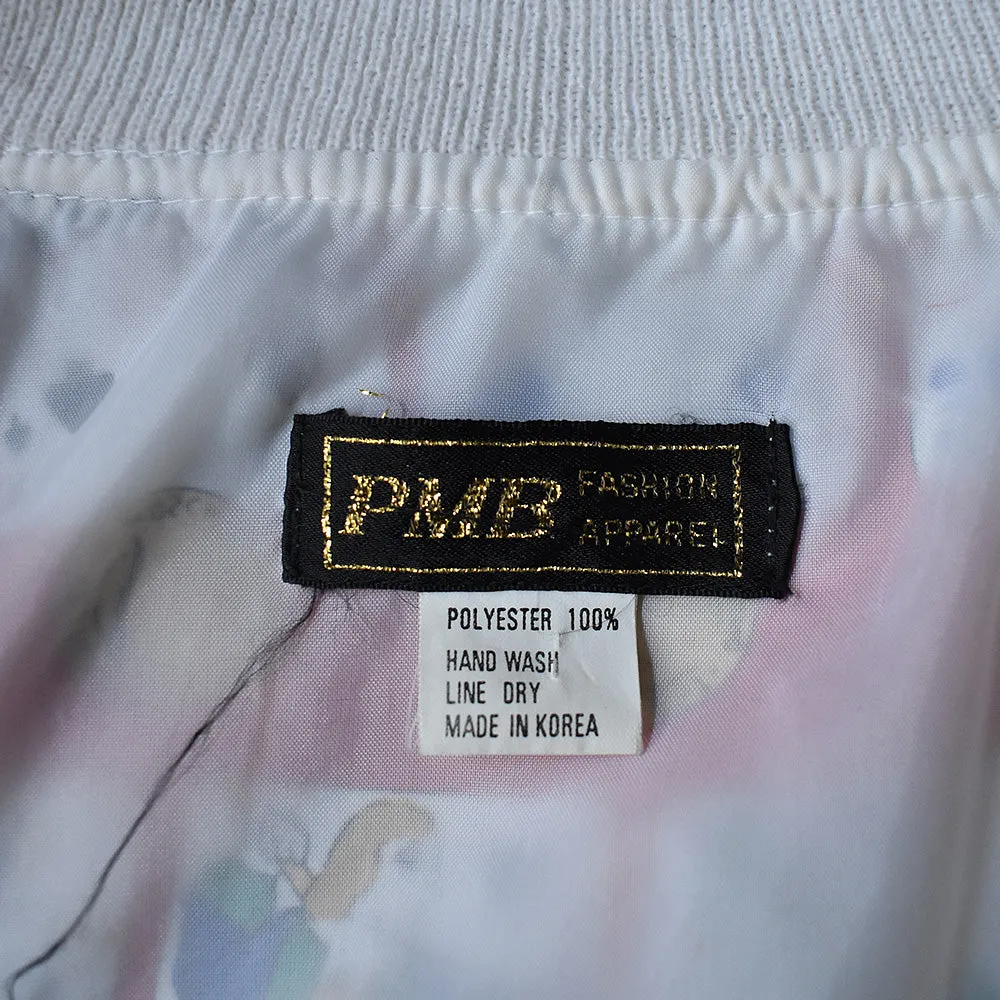 PMB FASHION
APPAREL
POLYESTER 100%
HAND WASH
LINE DRY
MADE IN KOREA